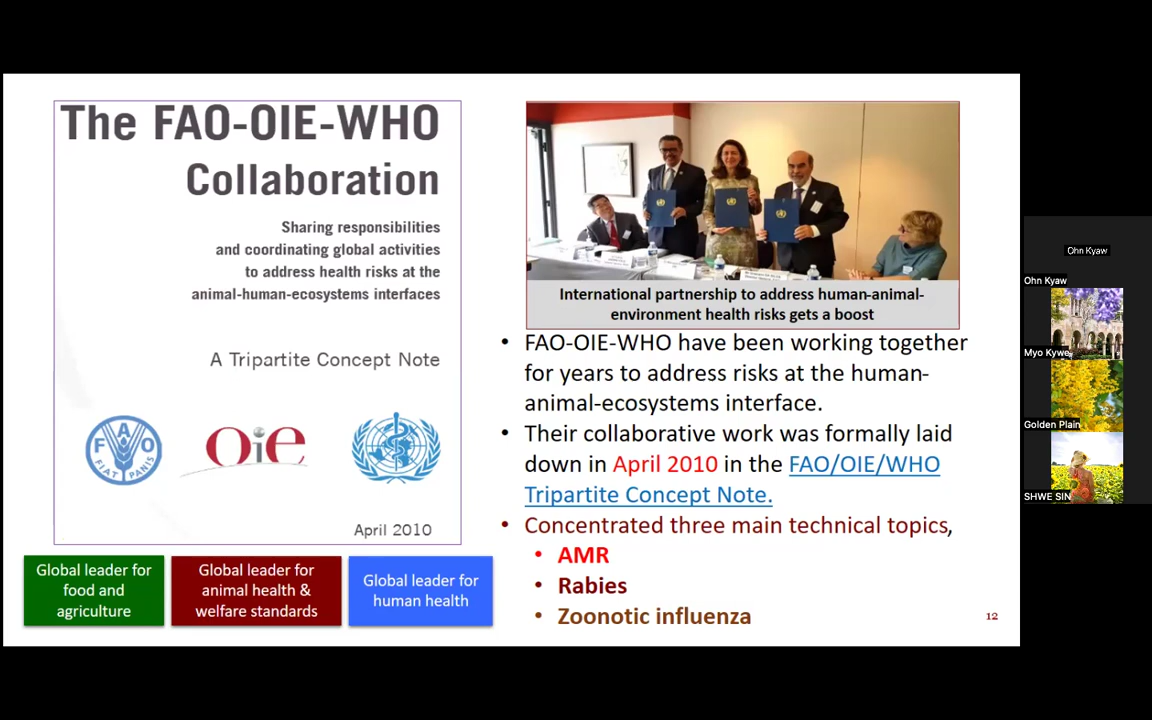 The FAO-OIE-WHO
Collaboration
Sharing responsibilities
and coordinating global activities
to address health risks at the
animal-human-ecosystems interfaces
A Tripartite Concept Note
FAO
FIAT PANIS
OiE
April 2010
Global leader for
food and
agriculture
Global leader for
animal health &
welfare standards
Global leader for
human health
International partnership to address human-animal-
environment health risks gets a boost
• FAO-OIE-WHO have been working together
for years to address risks at the human-
animal-ecosystems interface.
• Their collaborative work was formally laid
down in April 2010 in the FAO/OIE/WHO
Tripartite Concept Note.
• Concentrated three main technical topics,
• AMR
• Rabies
• Zoonotic influenza
12
Ohn Kyaw
Ohn Kyaw
Myo Kywe
Golden Plain
SHWE SIN